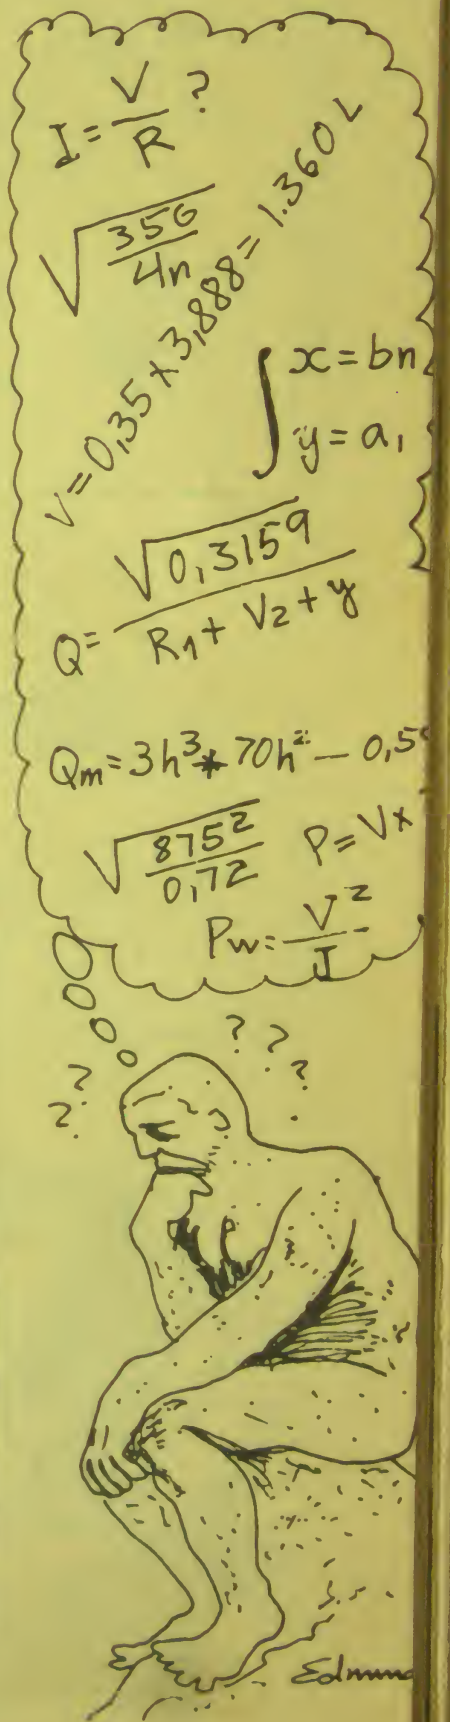 I = V/R ?
√(356/4n)
V = 0,35 x 3,888 = 1.360 L
∫ x = bn
y = a₁
Q = √0,3159 / R₁ + V₂ + y
Qm = 3h³ * 70h² − 0,5
√(875²/0,72)
P = Vx
Pw = V²/I
? ? ?
? ?